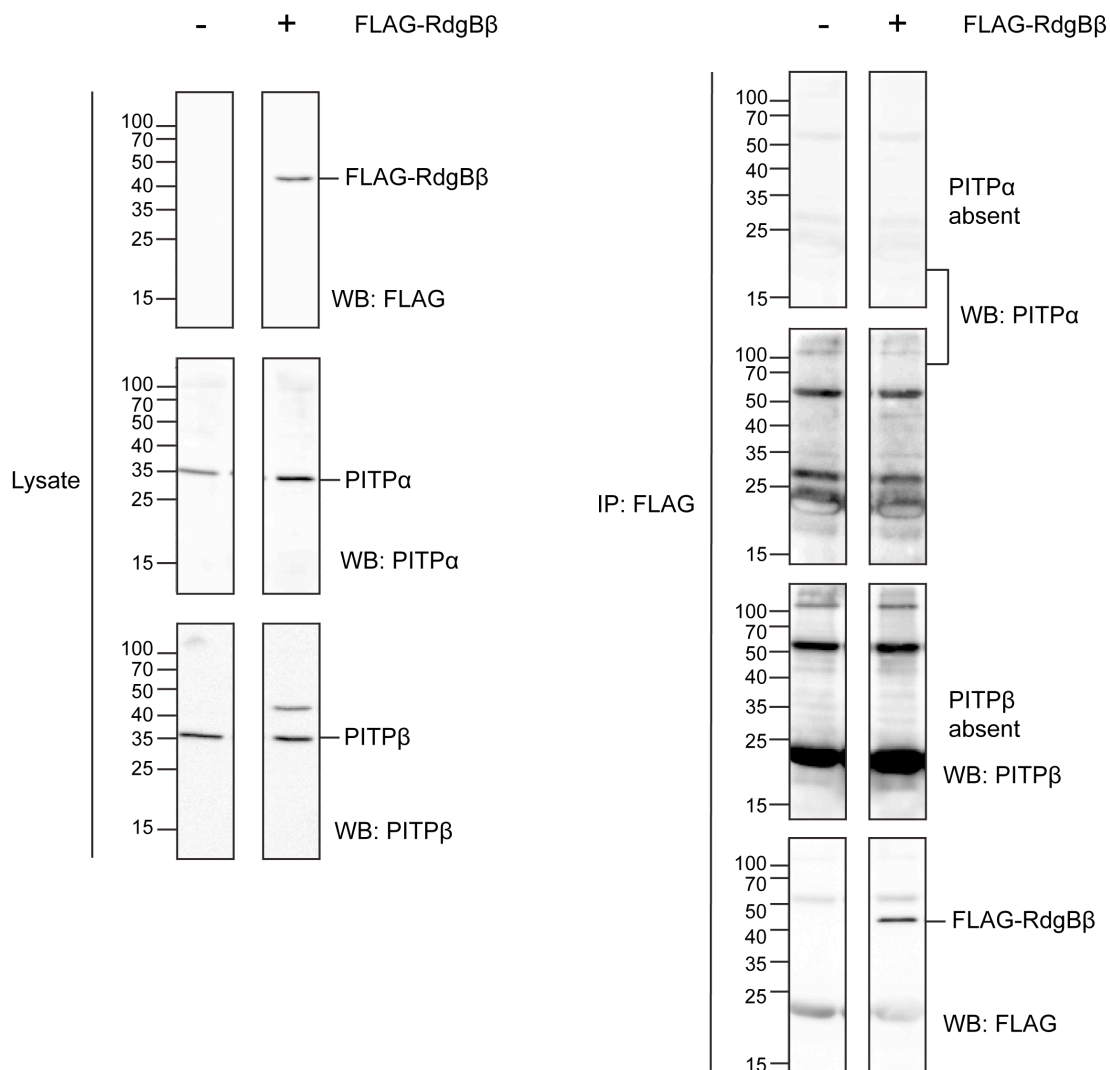 - + FLAG-RdgBβ
100
70
50
40
35
25
15
FLAG-RdgBβ
WB: FLAG
Lysate
100
70
50
40
35
25
15
PITPα
WB: PITPα
100
70
50
40
35
25
15
PITPβ
WB: PITPβ
- + FLAG-RdgBβ
IP: FLAG
100
70
50
40
35
25
15
PITPα
absent
WB: PITPα
100
70
50
40
35
25
15
100
70
50
40
35
25
15
PITPβ
absent
WB: PITPβ
100
70
50
40
35
25
15
FLAG-RdgBβ
WB: FLAG